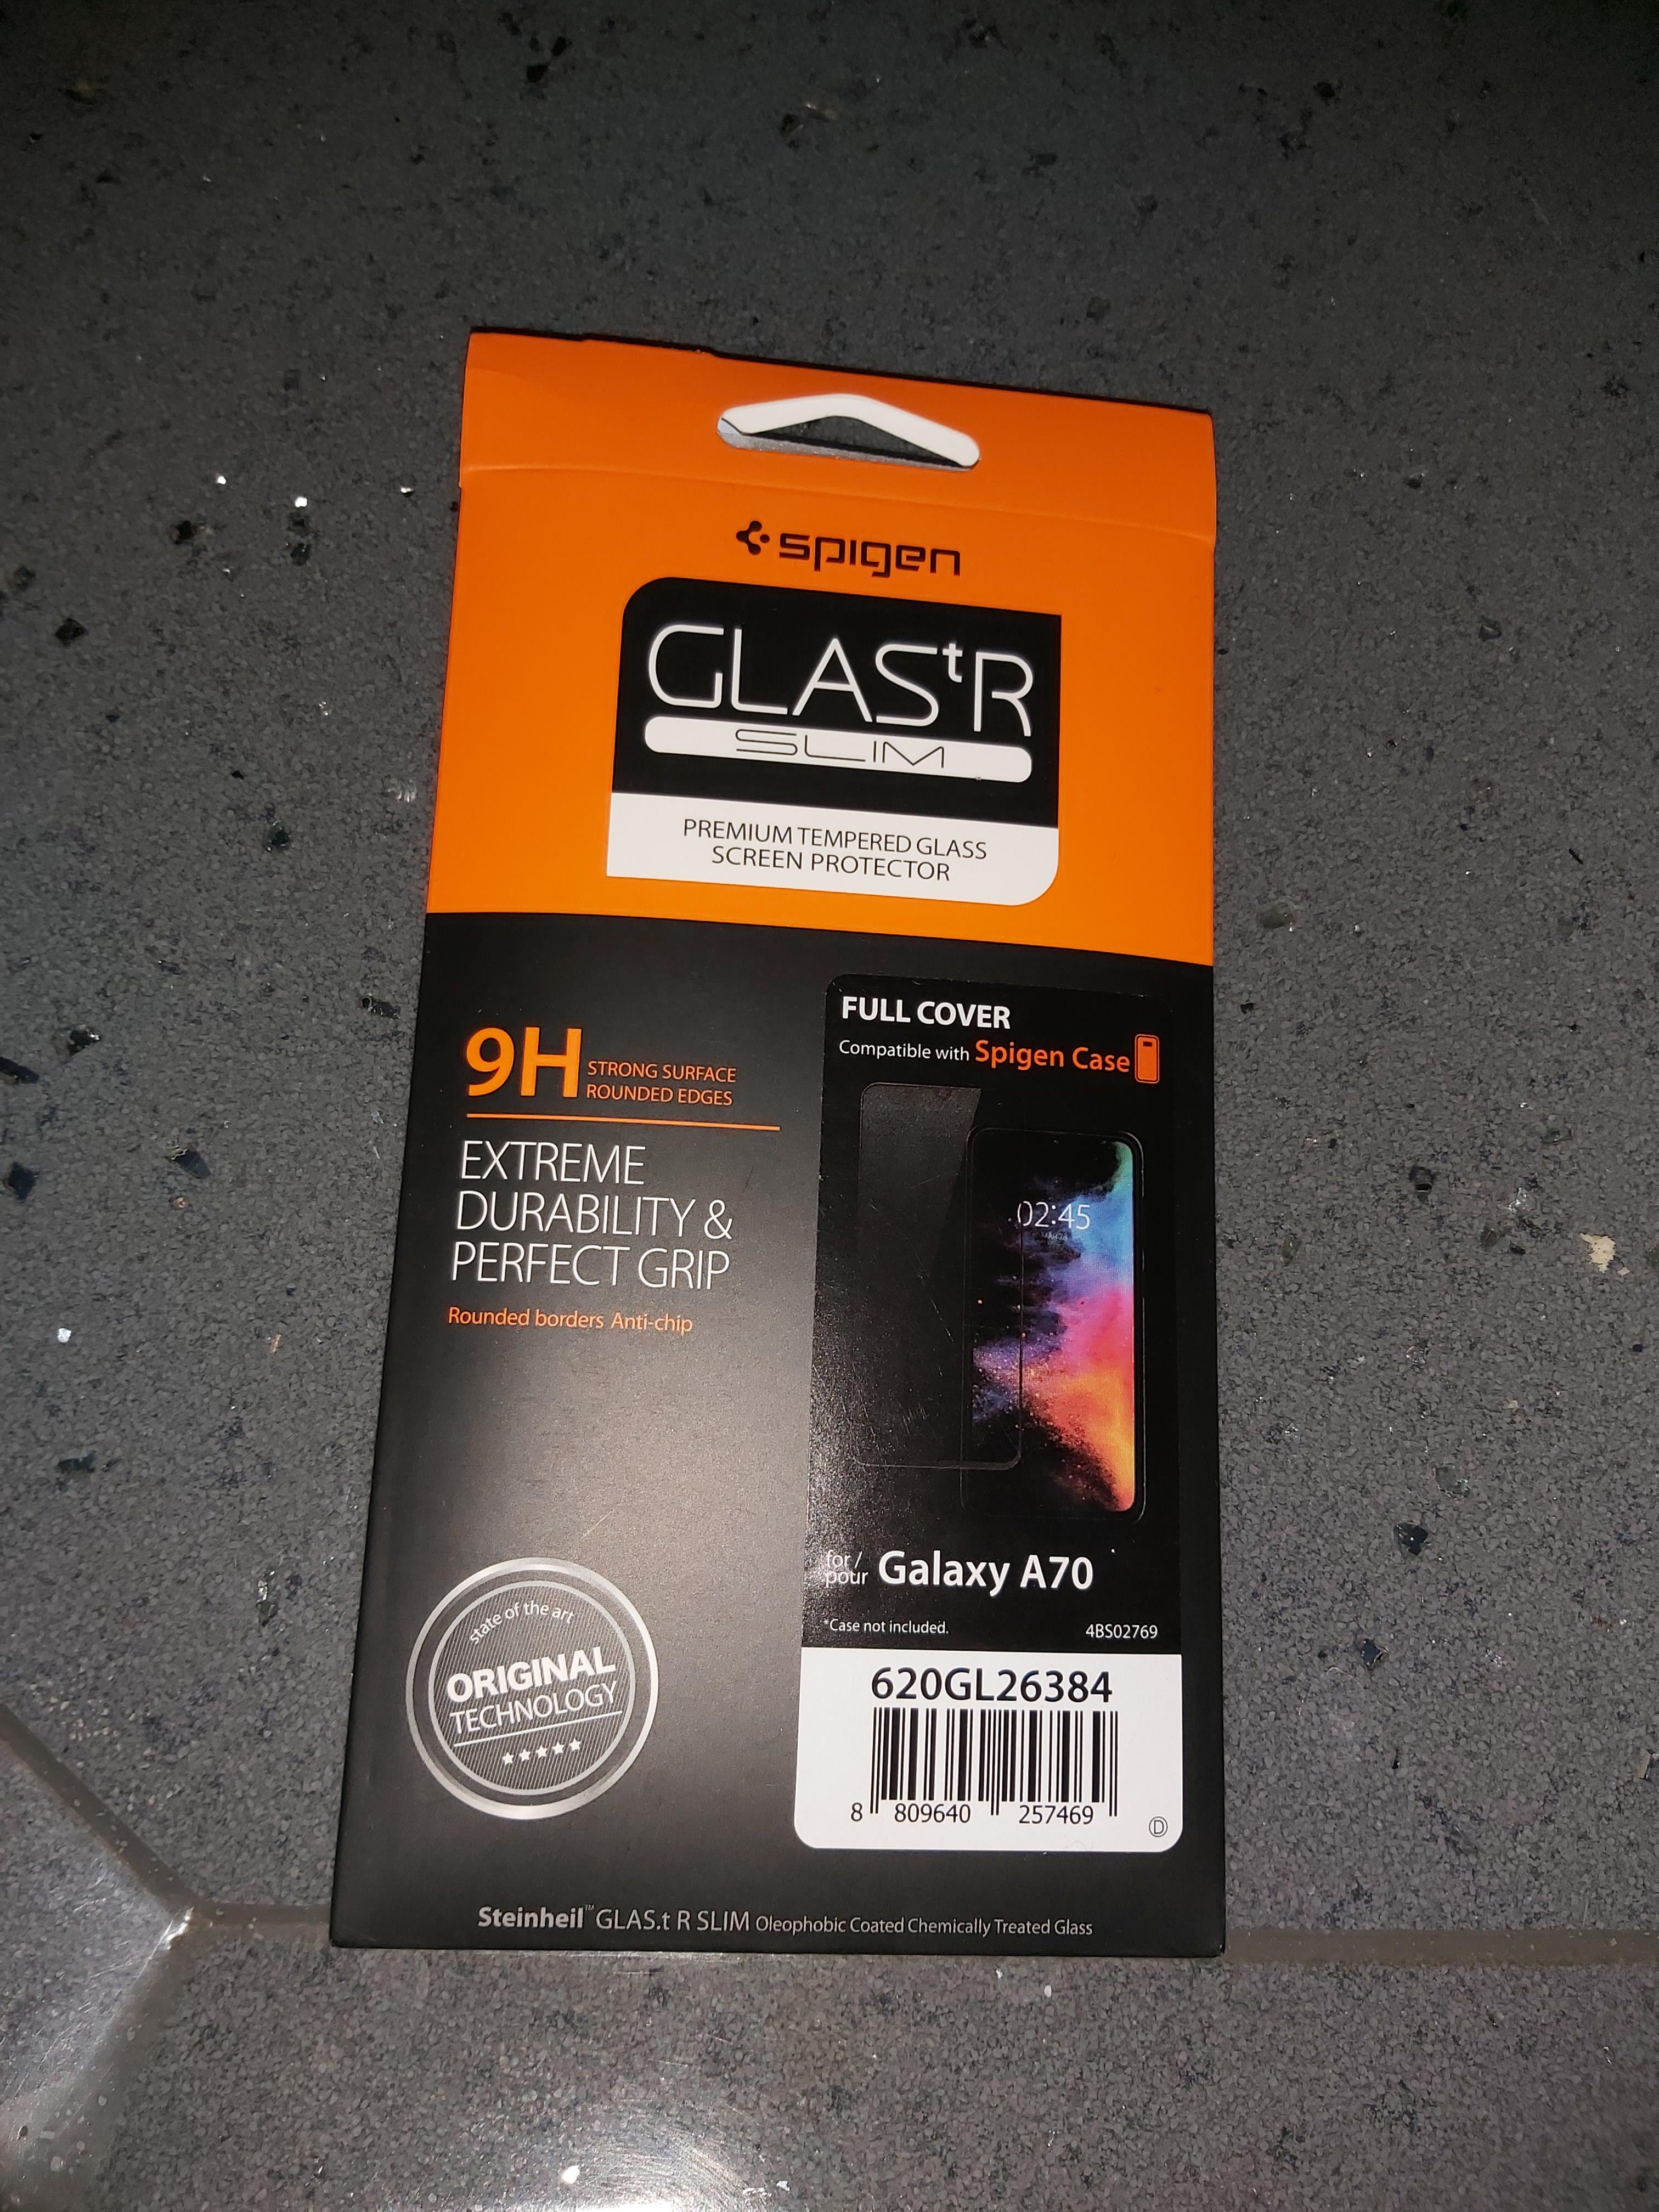 spigen
GLAStR
SLIM
PREMIUM TEMPERED GLASS
SCREEN PROTECTOR
9H STRONG SURFACE
ROUNDED EDGES
EXTREME
DURABILITY &
PERFECT GRIP
Rounded borders Anti-chip
state of the art
ORIGINAL
TECHNOLOGY
FULL COVER
Compatible with Spigen Case
02:45
for/
pour Galaxy A70
*Case not included. 4BS02769
620GL26384
8 809640 257469
D
Steinheil™ GLAS.t R SLIM Oleophobic Coated Chemically Treated Glass